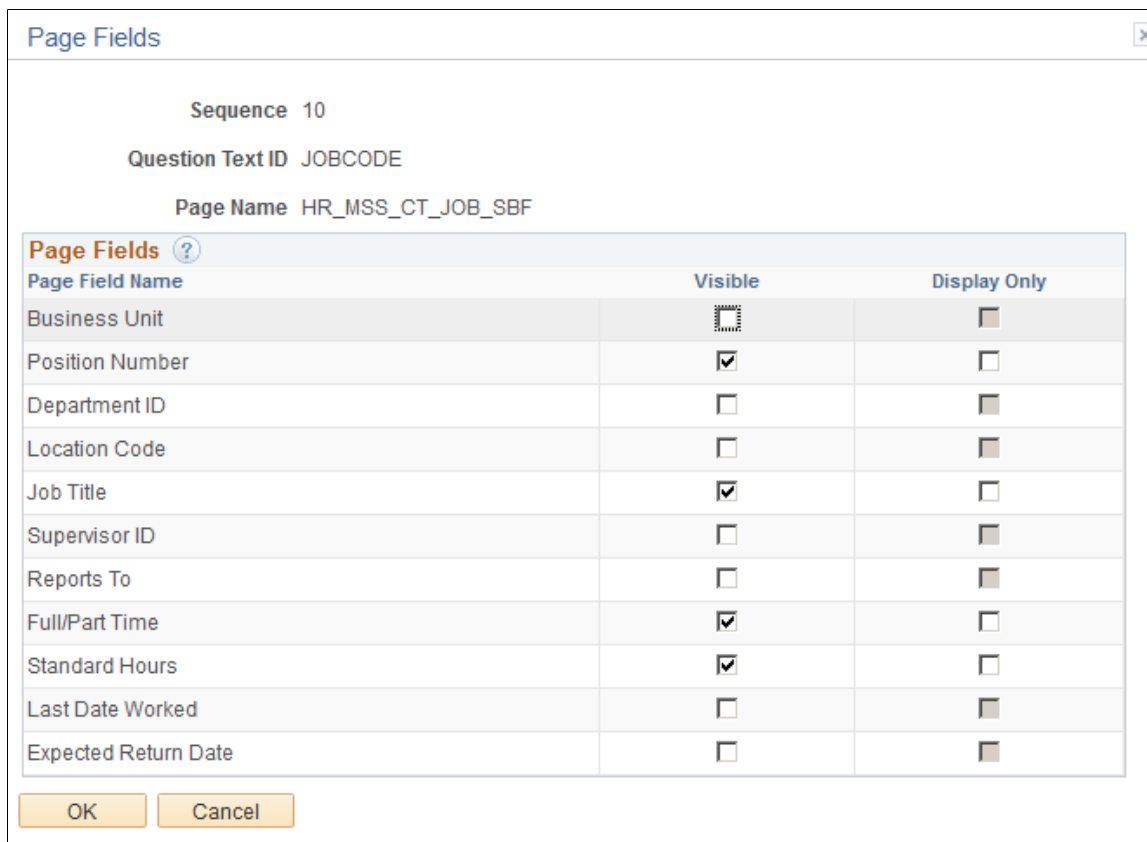 Page Fields
Sequence 10
Question Text ID JOBCODE
Page Name HR_MSS_CT_JOB_SBF
Page Fields ?
Page Field Name Visible Display Only
Business Unit
Position Number
Department ID
Location Code
Job Title
Supervisor ID
Reports To
Full/Part Time
Standard Hours
Last Date Worked
Expected Return Date
OK Cancel